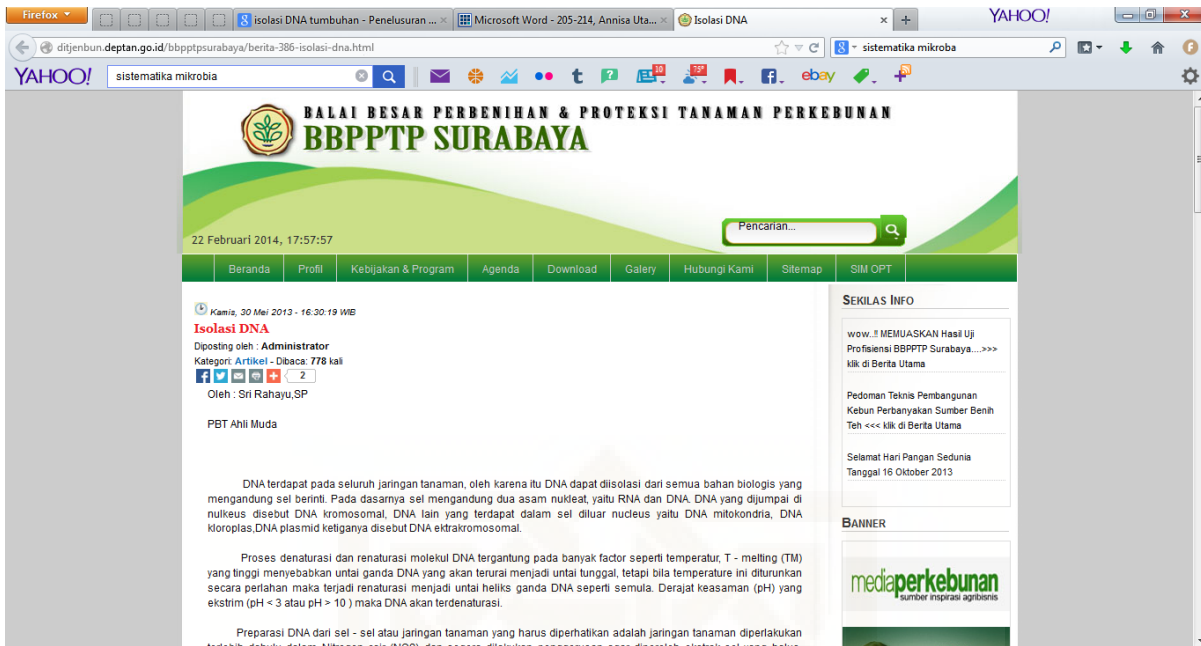 Firefox
isolasi DNA tumbuhan - Penelusuran ...
Microsoft Word - 205-214, Annisa Uta...
Isolasi DNA
YAHOO!
ditjenbun.deptan.go.id/bbpptpsurabaya/berita-386-isolasi-dna.html
sistematika mikroba
YAHOO!
sistematika mikrobia
10
75°
ebay
BALAI BESAR PERBENIHAN & PROTEKSI TANAMAN PERKEBUNAN
BBPPTP SURABAYA
Pencarian...
22 Februari 2014, 17:57:57
Beranda Profil Kebijakan & Program Agenda Download Galery Hubungi Kami Sitemap SIM OPT
Kamis, 30 Mei 2013 - 16:30:19 WIB
Isolasi DNA
Diposting oleh : Administrator
Kategori: Artikel - Dibaca: 778 kali
2
Oleh : Sri Rahayu,SP
PBT Ahli Muda
DNA terdapat pada seluruh jaringan tanaman, oleh karena itu DNA dapat diisolasi dari semua bahan biologis yang
mengandung sel berinti. Pada dasarnya sel mengandung dua asam nukleat, yaitu RNA dan DNA. DNA yang dijumpai di
nulkeus disebut DNA kromosomal, DNA lain yang terdapat dalam sel diluar nucleus yaitu DNA mitokondria, DNA
kloroplas,DNA plasmid ketiganya disebut DNA ektrakromosomal.
Proses denaturasi dan renaturasi molekul DNA tergantung pada banyak factor seperti temperatur, T - melting (TM)
yang tinggi menyebabkan untai ganda DNA yang akan terurai menjadi untai tunggal, tetapi bila temperature ini diturunkan
secara perlahan maka terjadi renaturasi menjadi untai heliks ganda DNA seperti semula. Derajat keasaman (pH) yang
ekstrim (pH < 3 atau pH > 10 ) maka DNA akan terdenaturasi.
Preparasi DNA dari sel - sel atau jaringan tanaman yang harus diperhatikan adalah jaringan tanaman diperlakukan
SEKILAS INFO
wow..!! MEMUASKAN Hasil Uji
Profisiensi BBPPTP Surabaya....>>>
klik di Berita Utama
Pedoman Teknis Pembangunan
Kebun Perbanyakan Sumber Benih
Teh <<< klik di Berita Utama
Selamat Hari Pangan Sedunia
Tanggal 16 Oktober 2013
BANNER
mediaperkebunan
sumber inspirasi agribisnis